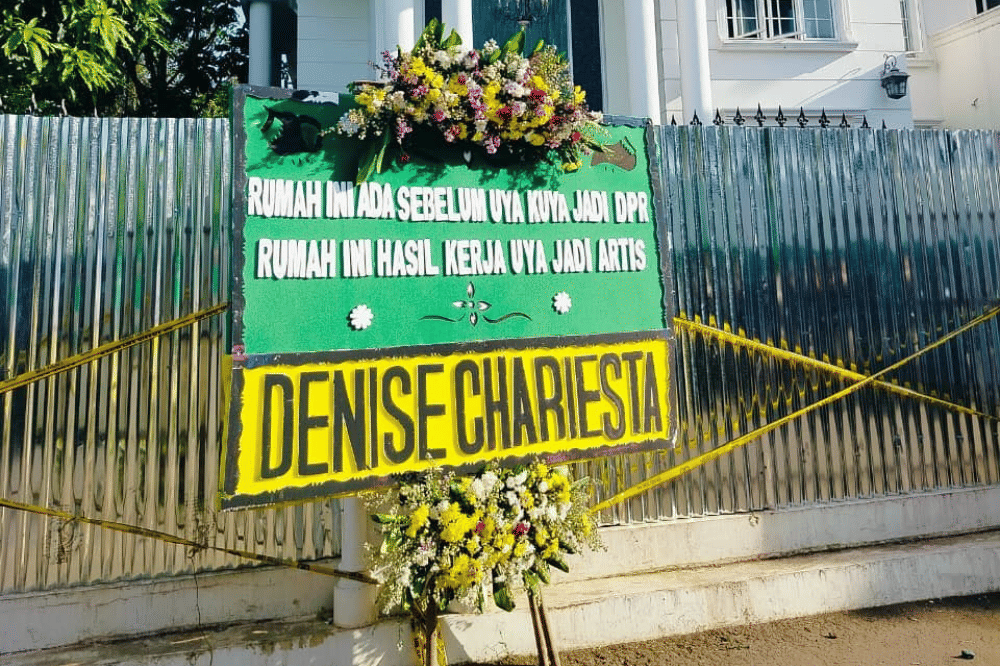 RUMAH INI ADA SEBELUM UYA KUYA JADI DPR
RUMAH INI HASIL KERJA UYA JADI ARTIS
DENISE CHARIESTA